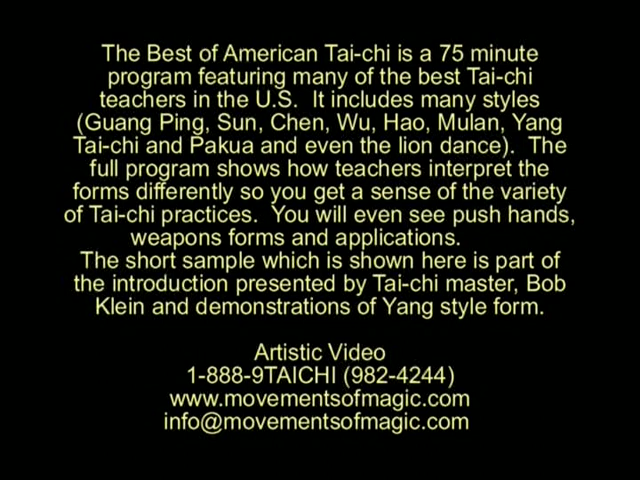 The Best of American Tai-chi is a 75 minute
program featuring many of the best Tai-chi
teachers in the U.S.  It includes many styles
(Guang Ping, Sun, Chen, Wu, Hao, Mulan, Yang
Tai-chi and Pakua and even the lion dance).  The
full program shows how teachers interpret the
forms differently so you get a sense of the variety
of Tai-chi practices.  You will even see push hands,
weapons forms and applications.
The short sample which is shown here is part of
the introduction presented by Tai-chi master, Bob
Klein and demonstrations of Yang style form.
Artistic Video
1-888-9TAICHI (982-4244)
www.movementsofmagic.com
info@movementsofmagic.com